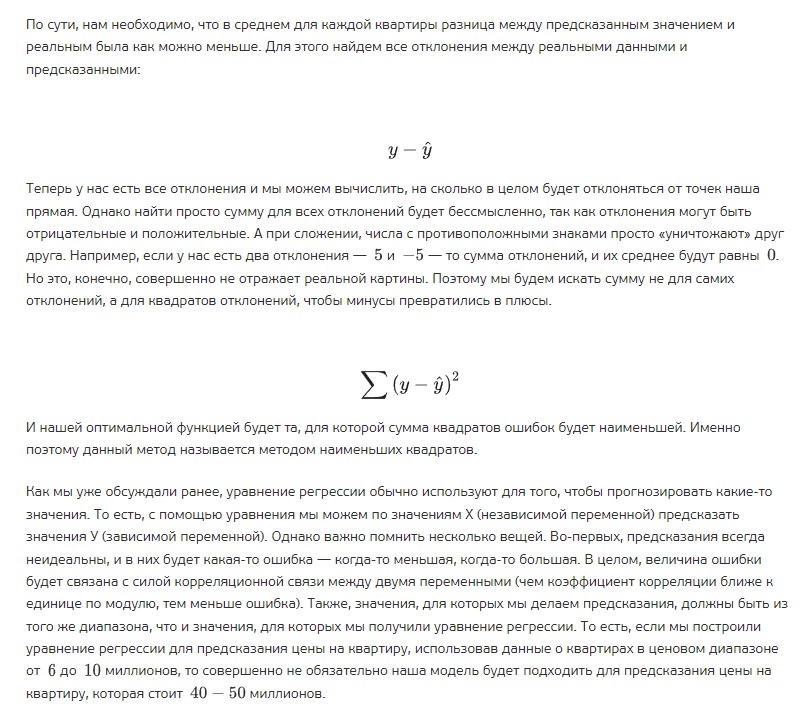 По сути, нам необходимо, что в среднем для каждой квартиры разница между предсказанным значением и
реальным была как можно меньше. Для этого найдем все отклонения между реальными данными и
предсказанными:
y − ŷ
Теперь у нас есть все отклонения и мы можем вычислить, на сколько в целом будет отклоняться от точек наша
прямая. Однако найти просто сумму для всех отклонений будет бессмысленно, так как отклонения могут быть
отрицательные и положительные. А при сложении, числа с противоположными знаками просто «уничтожают» друг
друга. Например, если у нас есть два отклонения — 5 и −5 — то сумма отклонений, и их среднее будут равны 0.
Но это, конечно, совершенно не отражает реальной картины. Поэтому мы будем искать сумму не для самих
отклонений, а для квадратов отклонений, чтобы минусы превратились в плюсы.
∑ (y − ŷ)²
И нашей оптимальной функцией будет та, для которой сумма квадратов ошибок будет наименьшей. Именно
поэтому данный метод называется методом наименьших квадратов.
Как мы уже обсуждали ранее, уравнение регрессии обычно используют для того, чтобы прогнозировать какие-то
значения. То есть, с помощью уравнения мы можем по значениям X (независимой переменной) предсказать
значения У (зависимой переменной). Однако важно помнить несколько вещей. Во-первых, предсказания всегда
неидеальны, и в них будет какая-то ошибка — когда-то меньшая, когда-то большая. В целом, величина ошибки
будет связана с силой корреляционной связи между двумя переменными (чем коэффициент корреляции ближе к
единице по модулю, тем меньше ошибка). Также, значения, для которых мы делаем предсказания, должны быть из
того же диапазона, что и значения, для которых мы получили уравнение регрессии. То есть, если мы построили
уравнение регрессии для предсказания цены на квартиру, использовав данные о квартирах в ценовом диапазоне
от 6 до 10 миллионов, то совершенно не обязательно наша модель будет подходить для предсказания цены на
квартиру, которая стоит 40 − 50 миллионов.